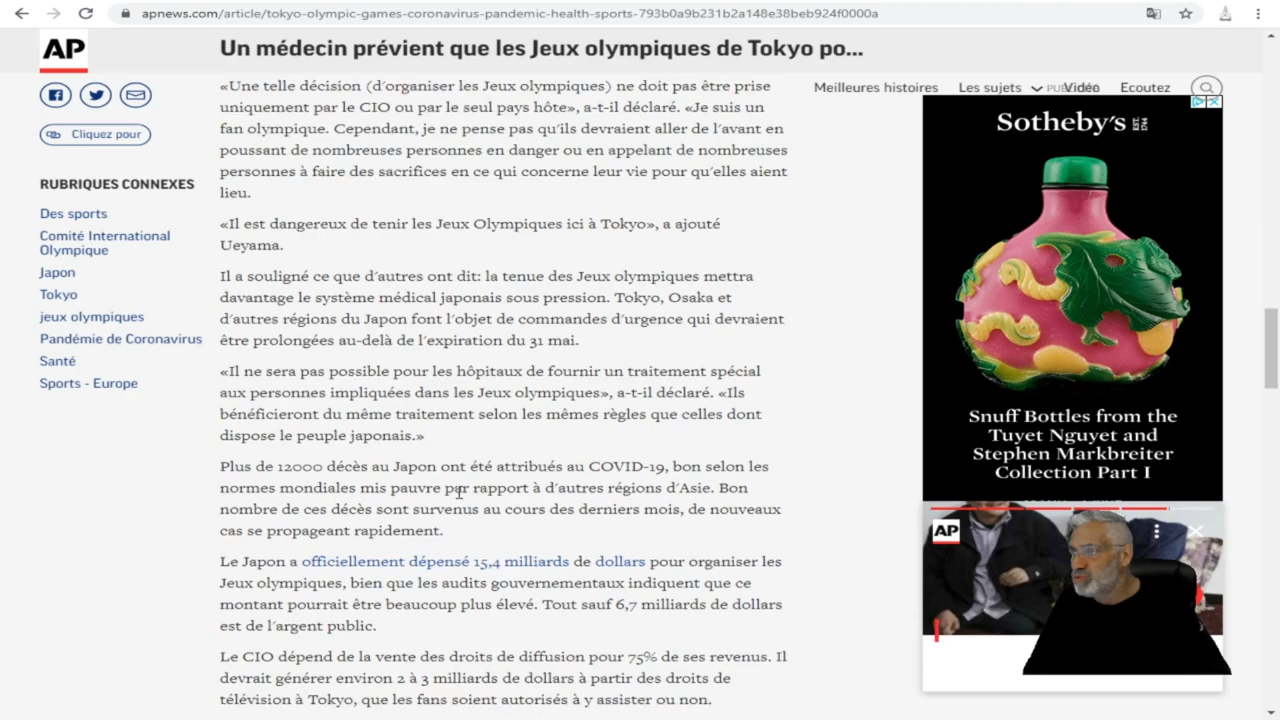 apnews.com/article/tokyo-olympic-games-coronavirus-pandemic-health-sports-793b0a9b231b2a148e38beb924f0000a
AP
Un médecin prévient que les Jeux olympiques de Tokyo po...
Meilleures histoires
Les sujets
Vidéo
Ecoutez
Cliquez pour
RUBRIQUES CONNEXES
Des sports
Comité International
Olympique
Japon
Tokyo
jeux olympiques
Pandémie de Coronavirus
Santé
Sports - Europe
«Une telle décision (d'organiser les Jeux olympiques) ne doit pas être prise
uniquement par le CIO ou par le seul pays hôte», a-t-il déclaré. «Je suis un
fan olympique. Cependant, je ne pense pas qu'ils devraient aller de l'avant en
poussant de nombreuses personnes en danger ou en appelant de nombreuses
personnes à faire des sacrifices en ce qui concerne leur vie pour qu'elles aient
lieu.
«Il est dangereux de tenir les Jeux Olympiques ici à Tokyo», a ajouté
Ueyama.
Il a souligné ce que d'autres ont dit: la tenue des Jeux olympiques mettra
davantage le système médical japonais sous pression. Tokyo, Osaka et
d'autres régions du Japon font l'objet de commandes d'urgence qui devraient
être prolongées au-delà de l'expiration du 31 mai.
«Il ne sera pas possible pour les hôpitaux de fournir un traitement spécial
aux personnes impliquées dans les Jeux olympiques», a-t-il déclaré. «Ils
bénéficieront du même traitement selon les mêmes règles que celles dont
dispose le peuple japonais.»
Plus de 12000 décès au Japon ont été attribués au COVID-19, bon selon les
normes mondiales mis pauvre par rapport à d'autres régions d'Asie. Bon
nombre de ces décès sont survenus au cours des derniers mois, de nouveaux
cas se propageant rapidement.
Le Japon a officiellement dépensé 15,4 milliards de dollars pour organiser les
Jeux olympiques, bien que les audits gouvernementaux indiquent que ce
montant pourrait être beaucoup plus élevé. Tout sauf 6,7 milliards de dollars
est de l'argent public.
Le CIO dépend de la vente des droits de diffusion pour 75% de ses revenus. Il
devrait générer environ 2 à 3 milliards de dollars à partir des droits de
télévision à Tokyo, que les fans soient autorisés à y assister ou non.
Sotheby's EST. 1744
Snuff Bottles from the
Tuyet Nguyet and
Stephen Markbreiter
Collection Part I
AP